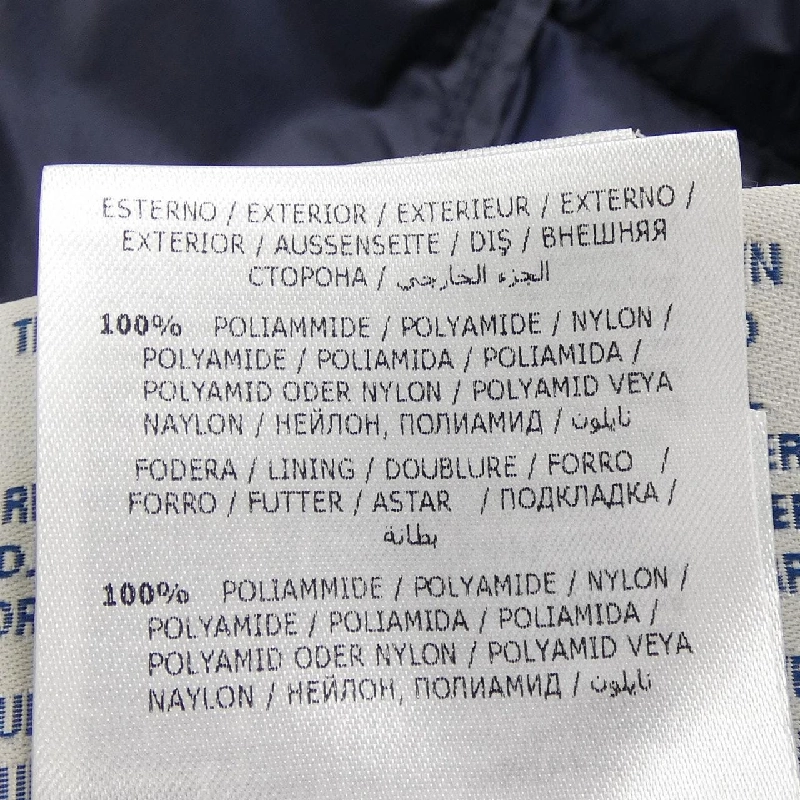 ESTERNO / EXTERIOR / EXTERIEUR / EXTERNO /
EXTERIOR / AUSSENSEITE / DIŞ / ВНЕШНЯЯ
СТОРОНА / الجزء الخارجي
100% POLIAMMIDE / POLYAMIDE / NYLON /
POLYAMIDE / POLIAMIDA / POLIAMIDA /
POLYAMID ODER NYLON / POLYAMID VEYA
NAYLON / НЕЙЛОН, ПОЛИАМИД / نايلون
FODERA / LINING / DOUBLURE / FORRO /
FORRO / FUTTER / ASTAR / ПОДКЛАДКА /
بطانة
100% POLIAMMIDE / POLYAMIDE / NYLON /
POLYAMIDE / POLIAMIDA / POLIAMIDA /
POLYAMID ODER NYLON / POLYAMID VEYA
NAYLON / НЕЙЛОН, ПОЛИАМИД / نايلون